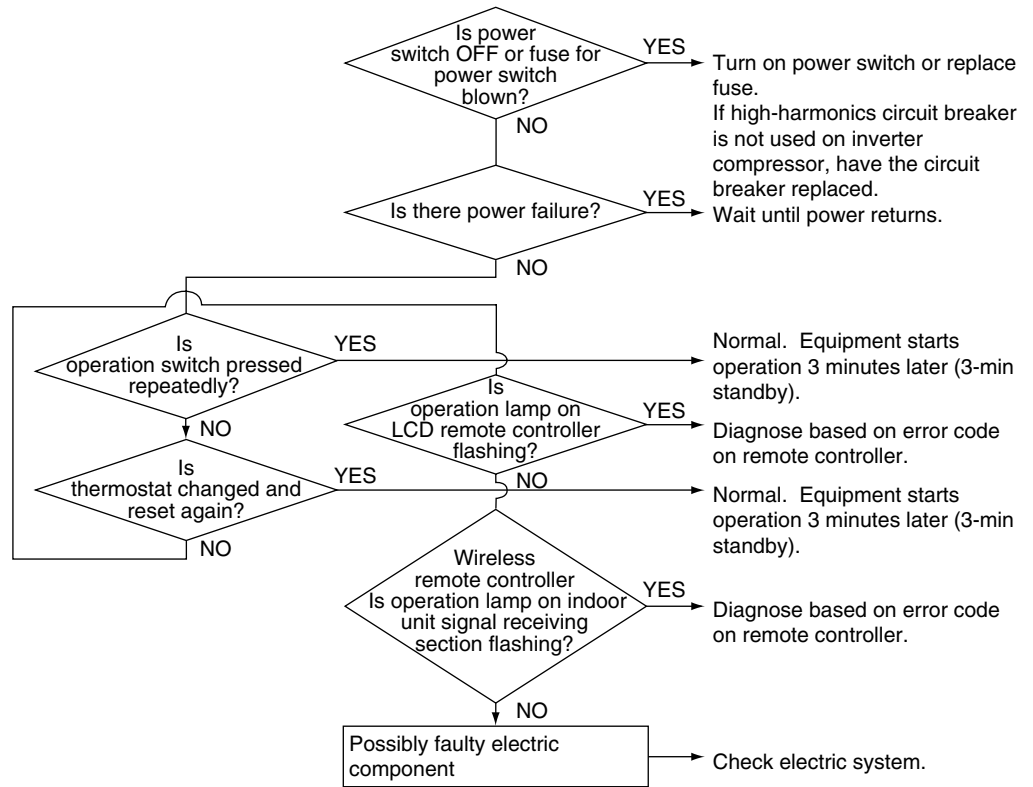 Is power
switch OFF or fuse for
power switch
blown?
YES
Turn on power switch or replace
fuse.
If high-harmonics circuit breaker
is not used on inverter
compressor, have the circuit
breaker replaced.
NO
Is there power failure?
YES
Wait until power returns.
NO
Is
operation switch pressed
repeatedly?
YES
Normal. Equipment starts
operation 3 minutes later (3-min
standby).
NO
Is
operation lamp on
LCD remote controller
flashing?
YES
Diagnose based on error code
on remote controller.
NO
Is
thermostat changed and
reset again?
YES
Normal. Equipment starts
operation 3 minutes later (3-min
standby).
NO
Wireless
remote controller
Is operation lamp on indoor
unit signal receiving
section flashing?
YES
Diagnose based on error code
on remote controller.
NO
Possibly faulty electric
component
Check electric system.